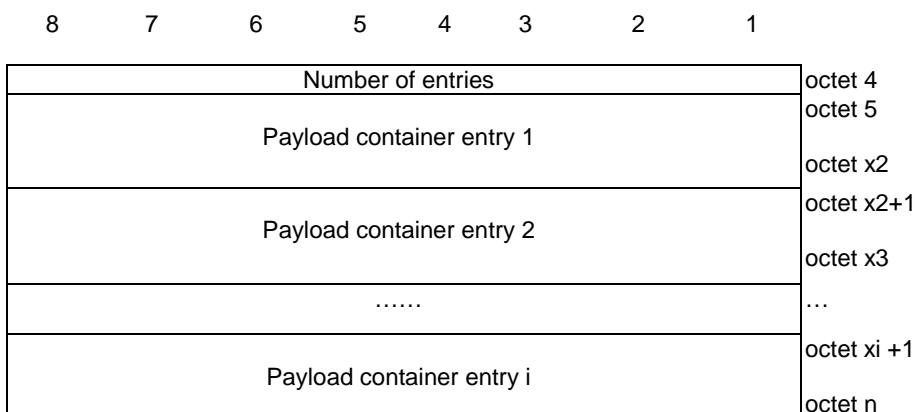 8 7 6 5 4 3 2 1
Number of entries octet 4
octet 5
Payload container entry 1
octet x2
octet x2+1
Payload container entry 2
octet x3
…… …
octet xi +1
Payload container entry i
octet n